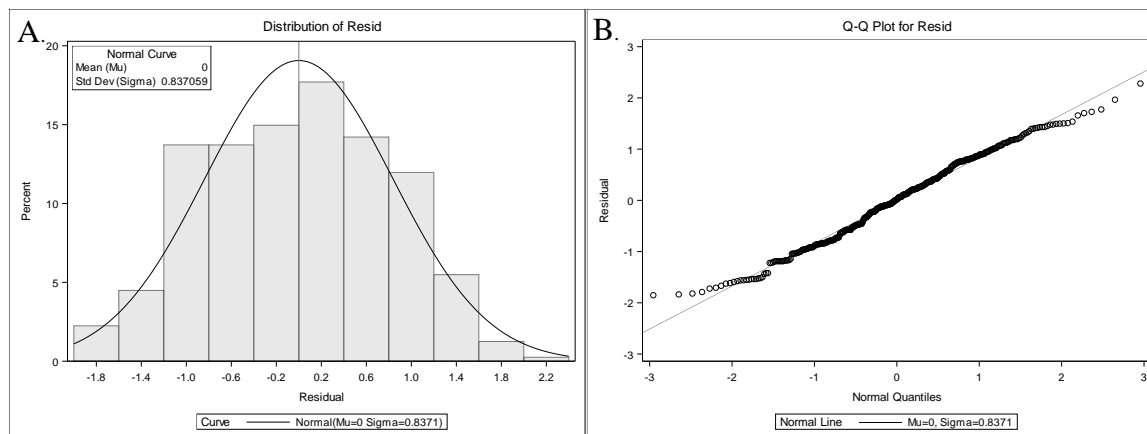 A.
Distribution of Resid
20
15
10
5
0
Percent
Normal Curve
Mean (Mu) 0
Std Dev (Sigma) 0.837059
-1.8 -1.4 -1.0 -0.6 -0.2 0.2 0.6 1.0 1.4 1.8 2.2
Residual
Curve Normal(Mu=0 Sigma=0.8371)
B.
Q-Q Plot for Resid
3
2
1
0
-1
-2
-3
Residual
-3 -2 -1 0 1 2 3
Normal Quantiles
Normal Line Mu=0, Sigma=0.8371